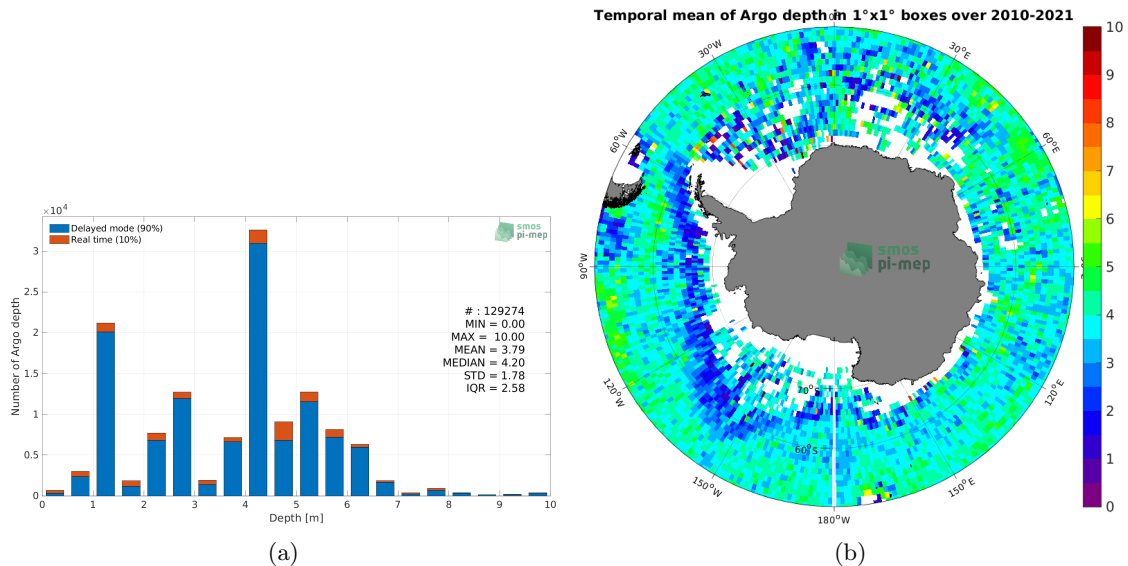 ×10⁴
3.5
3
2.5
2
1.5
1
0.5
0
Number of Argo depth
Delayed mode (90%)
Real time (10%)
smos
pi-mep
# : 129274
MIN = 0.00
MAX = 10.00
MEAN = 3.79
MEDIAN = 4.20
STD = 1.78
IQR = 2.58
0 1 2 3 4 5 6 7 8 9 10
Depth [m]
(a)
Temporal mean of Argo depth in 1°x1° boxes over 2010-2021
30°W
30°E
60°W
60°E
90°W
smos
pi-mep
120°W
120°E
70°S
60°S
150°W
150°E
180°W
10
9
8
7
6
5
4
3
2
1
0
(b)